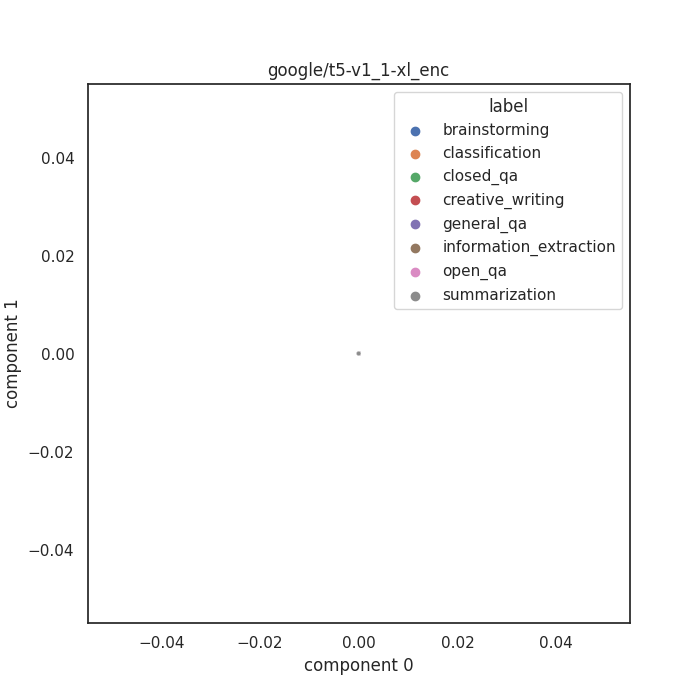 google/t5-v1_1-xl_enc
label
brainstorming
classification
closed_qa
creative_writing
general_qa
information_extraction
open_qa
summarization
0.04
0.02
0.00
−0.02
−0.04
component 1
−0.04
−0.02
0.00
0.02
0.04
component 0